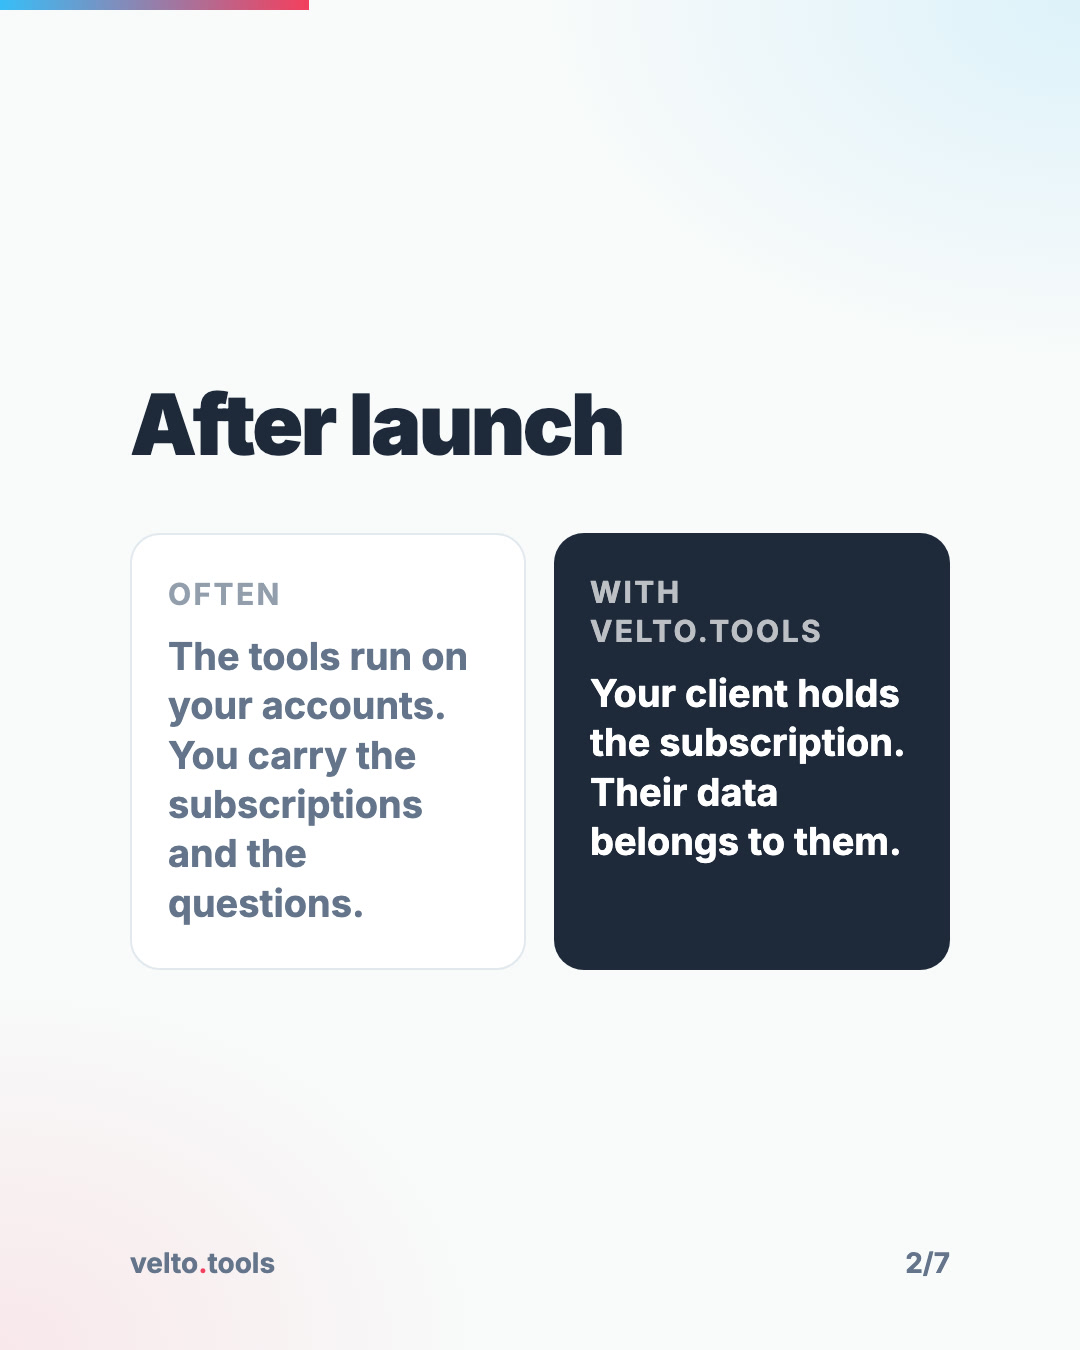 After launch
OFTEN
The tools run on
your accounts.
You carry the
subscriptions
and the
questions.
WITH
VELTO.TOOLS
Your client holds
the subscription.
Their data
belongs to them.
velto.tools
2/7